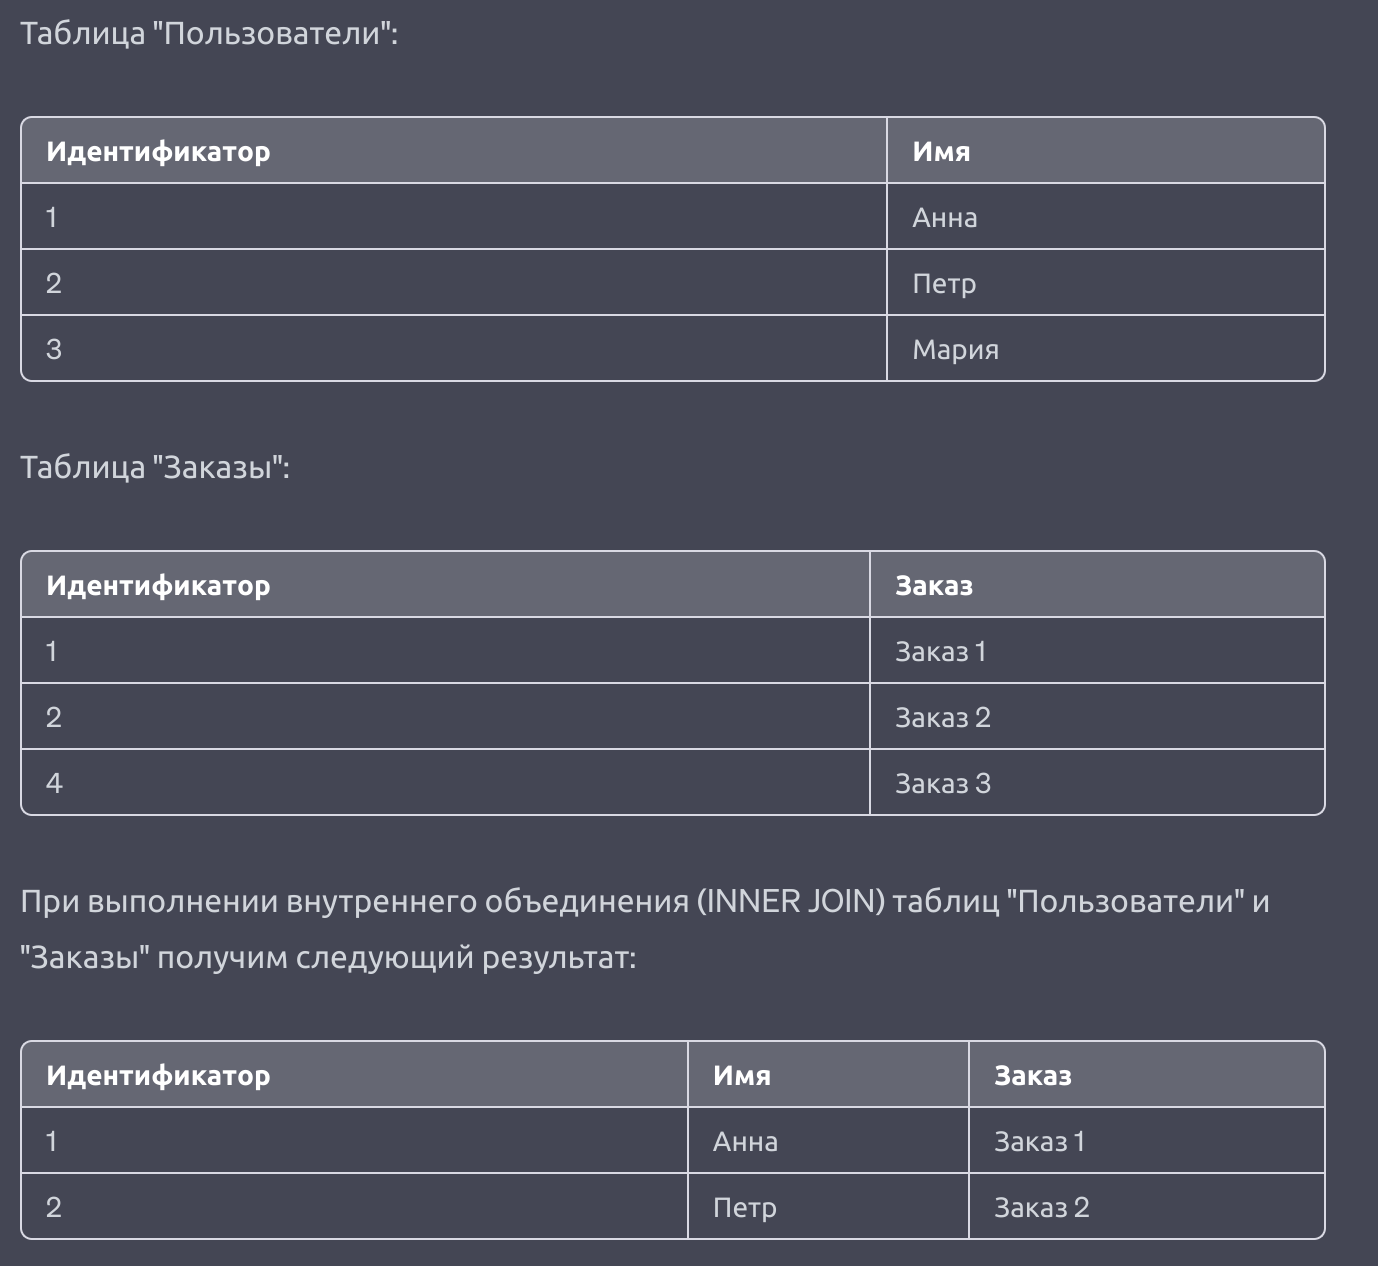 Таблица "Пользователи":
Идентификатор Имя
1 Анна
2 Петр
3 Мария
Таблица "Заказы":
Идентификатор Заказ
1 Заказ 1
2 Заказ 2
4 Заказ 3
При выполнении внутреннего объединения (INNER JOIN) таблиц "Пользователи" и
"Заказы" получим следующий результат:
Идентификатор Имя Заказ
1 Анна Заказ 1
2 Петр Заказ 2